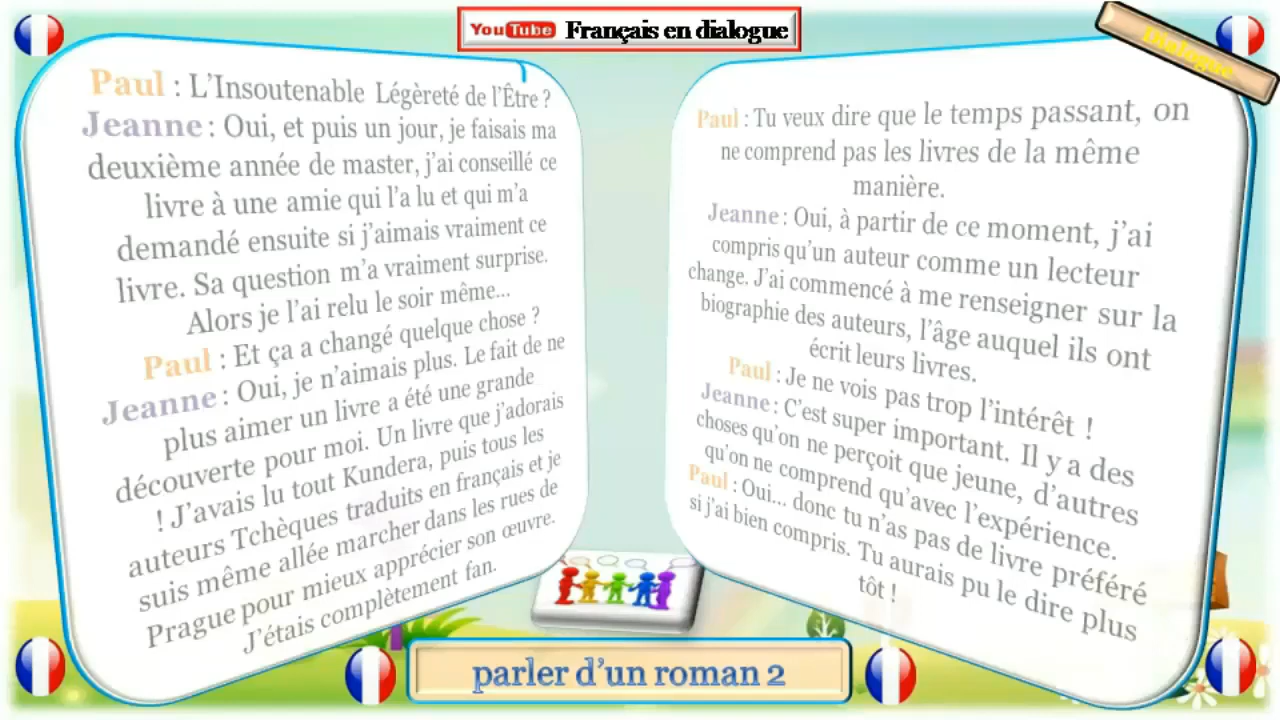 YouTube Français en dialogue
Dialogue
Paul : L’Insoutenable Légèreté de l’Être ?
Jeanne : Oui, et puis un jour, je faisais ma
deuxième année de master, j’ai conseillé ce
livre à une amie qui l’a lu et qui m’a
demandé ensuite si j’aimais vraiment ce
livre. Sa question m’a vraiment surprise.
Alors je l’ai relu le soir même...
Paul : Et ça a changé quelque chose ?
Jeanne : Oui, je n’aimais plus. Le fait de ne
plus aimer un livre a été une grande
découverte pour moi. Un livre que j’adorais
! J’avais lu tout Kundera, puis tous les
auteurs Tchèques traduits en français et je
suis même allée marcher dans les rues de
Prague pour mieux apprécier son œuvre.
J’étais complètement fan.
Paul : Tu veux dire que le temps passant, on
ne comprend pas les livres de la même
manière.
Jeanne : Oui, à partir de ce moment, j’ai
compris qu’un auteur comme un lecteur
change. J’ai commencé à me renseigner sur la
biographie des auteurs, l’âge auquel ils ont
écrit leurs livres.
Paul : Je ne vois pas trop l’intérêt !
Jeanne : C’est super important. Il y a des
choses qu’on ne perçoit que jeune, d’autres
qu’on ne comprend qu’avec l’expérience.
Paul : Oui... donc tu n’as pas de livre préféré
si j’ai bien compris. Tu aurais pu le dire plus
tôt !
parler d’un roman 2